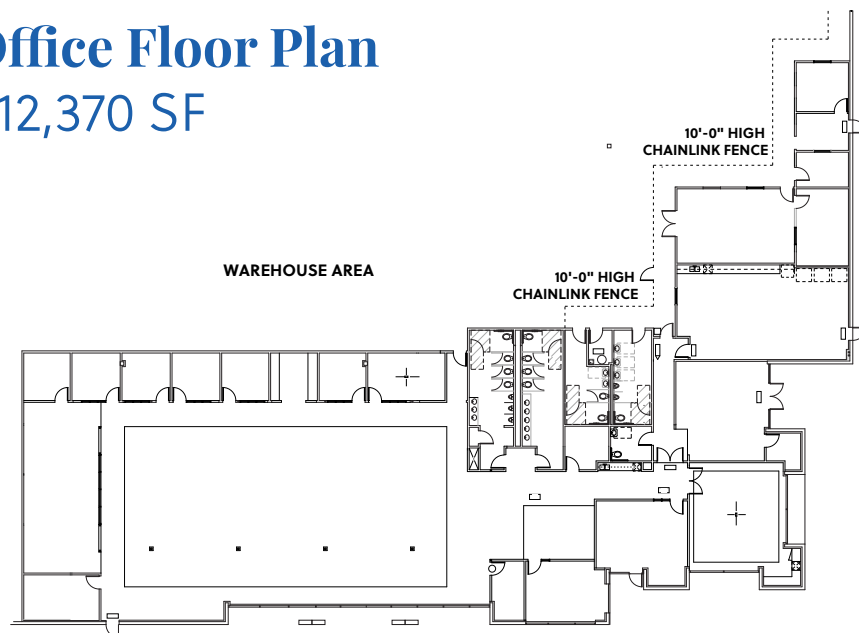 Office Floor Plan
12,370 SF
10'-0" HIGH
CHAINLINK FENCE
WAREHOUSE AREA
10'-0" HIGH
CHAINLINK FENCE